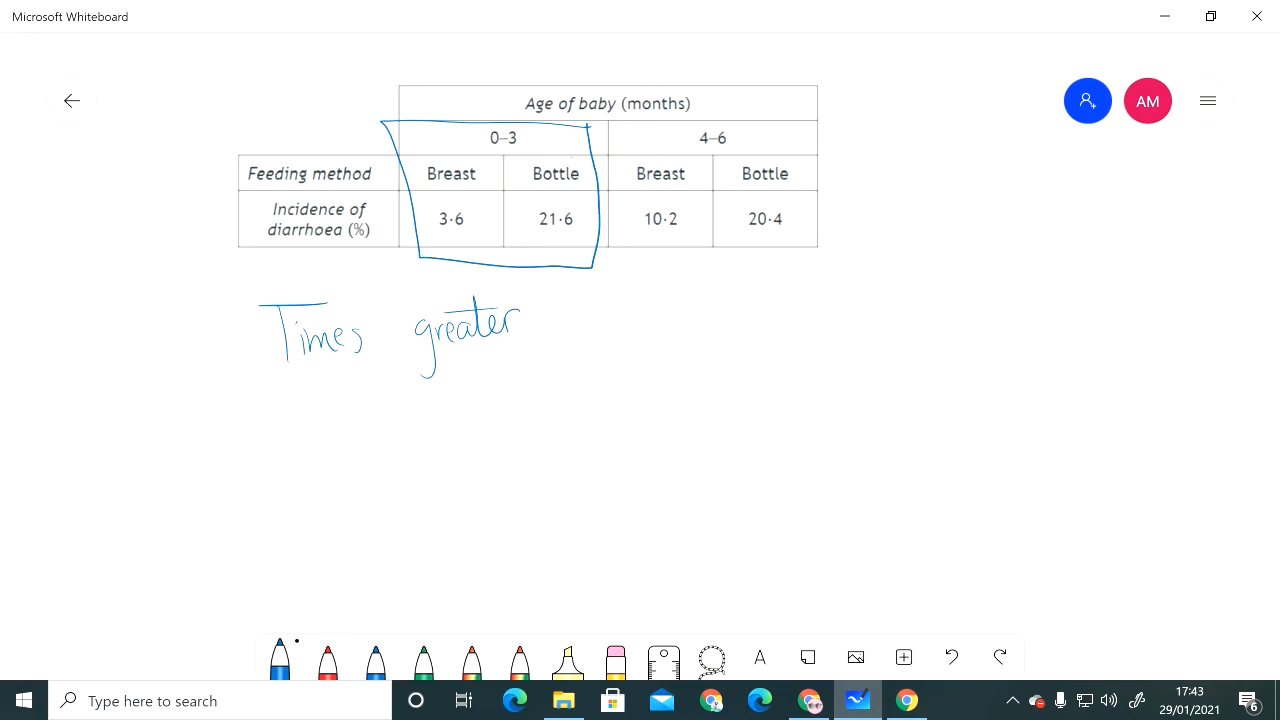 Microsoft Whiteboard
AM
Age of baby (months)
0–3 4–6
Feeding method Breast Bottle Breast Bottle
Incidence of
diarrhoea (%) 3·6 21·6 10·2 20·4
Times greater
A
Type here to search
17:43
29/01/2021
6